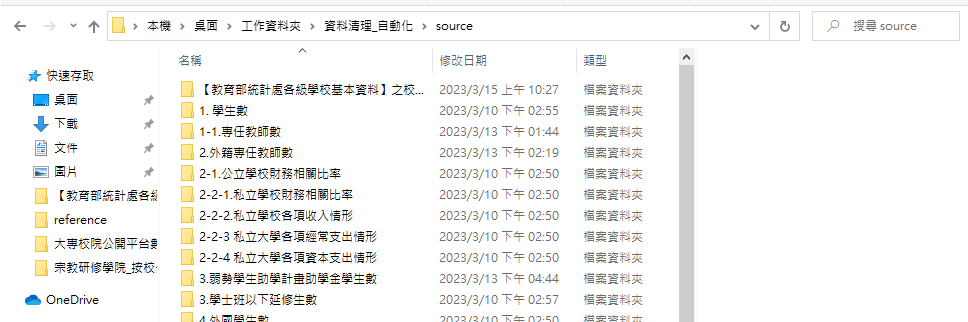 本機 > 桌面 > 工作資料夾 > 資料清理_自動化 > source
搜尋 source
名稱 修改日期 類型
快速存取
桌面
下載
文件
圖片
【教育部統計處各級
reference
大專校院公開平台數
宗教研修學院_按校
OneDrive
【教育部統計處各級學校基本資料】之校... 2023/3/15 上午 10:27 檔案資料夾
1. 學生數 2023/3/10 下午 02:55 檔案資料夾
1-1.專任教師數 2023/3/13 下午 01:44 檔案資料夾
2.外籍專任教師數 2023/3/13 下午 02:19 檔案資料夾
2-1.公立學校財務相關比率 2023/3/10 下午 02:50 檔案資料夾
2-2-1.私立學校財務相關比率 2023/3/10 下午 02:50 檔案資料夾
2-2-2.私立學校各項收入情形 2023/3/10 下午 02:50 檔案資料夾
2-2-3 私立大學各項經常支出情形 2023/3/10 下午 02:50 檔案資料夾
2-2-4 私立大學各項資本支出情形 2023/3/10 下午 02:50 檔案資料夾
3.弱勢學生助學計畫助學金學生數 2023/3/13 下午 04:44 檔案資料夾
3.學士班以下延修生數 2023/3/10 下午 02:57 檔案資料夾
4.外國學生數 2023/3/10 下午 02:50 檔案資料夾